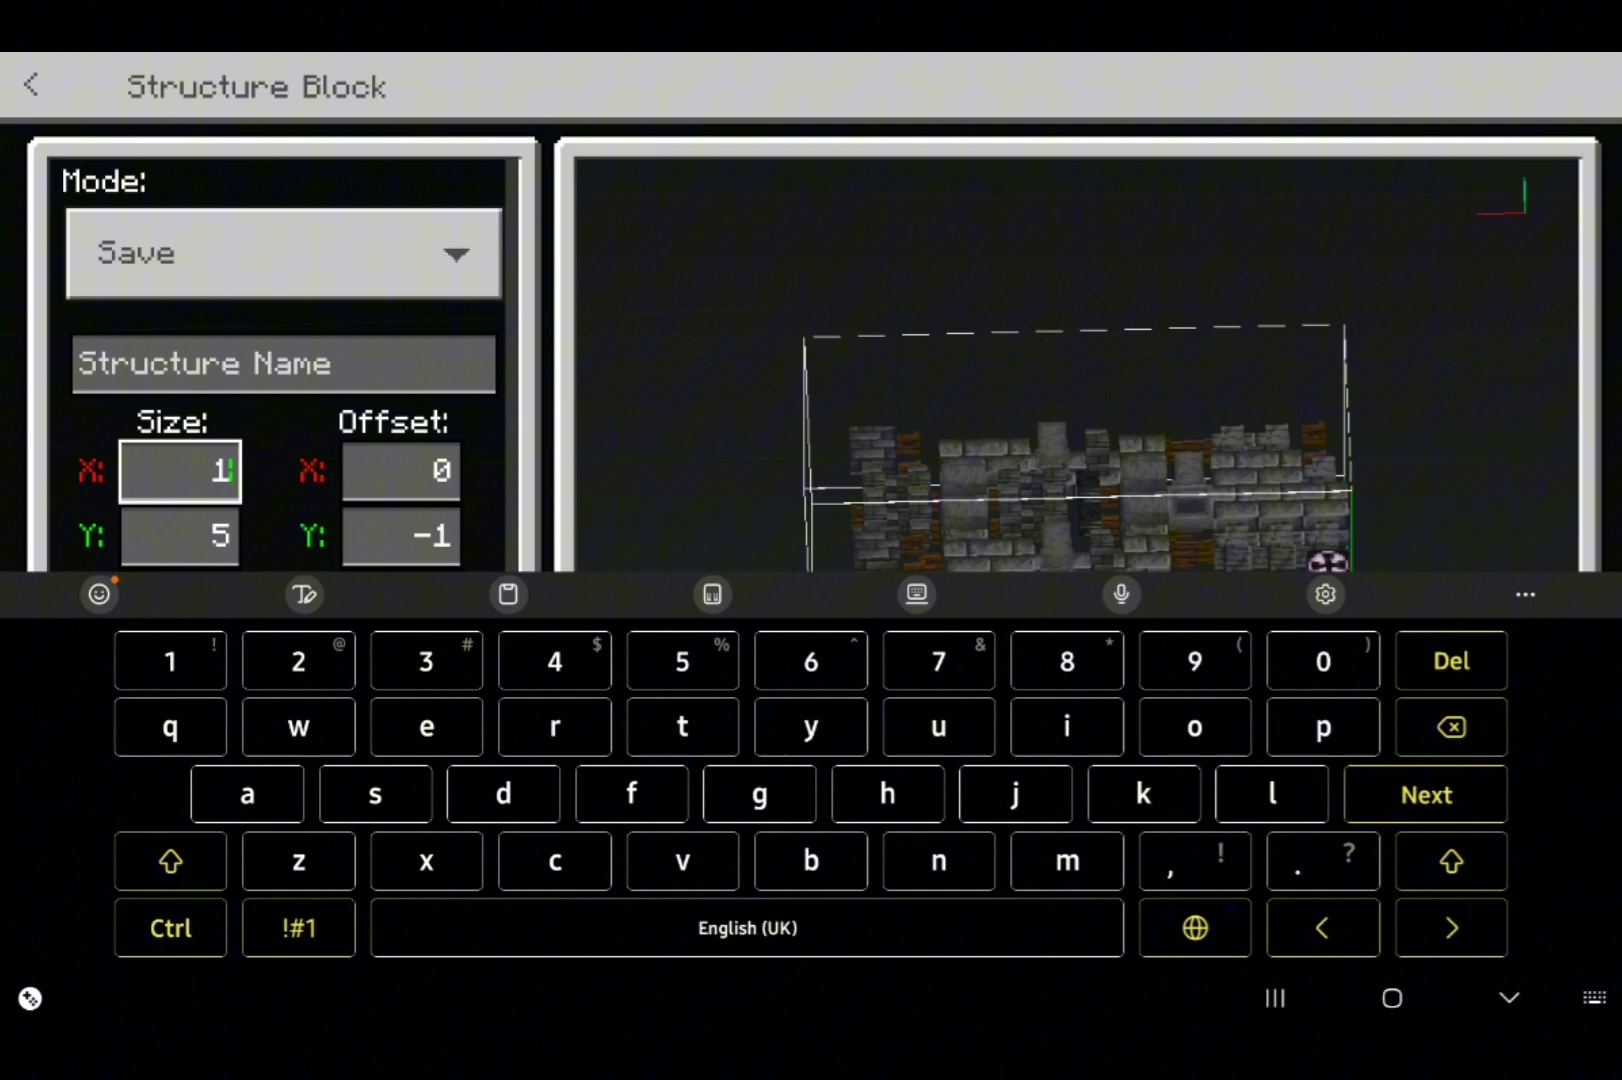 Structure Block
Mode:
Save
Structure Name
Size: Offset:
X: 1 X: 0
Y: 5 Y: -1
1 ! 2 @ 3 # 4 $ 5 % 6 ^ 7 & 8 * 9 ( 0 ) Del
q w e r t y u i o p
a s d f g h j k l Next
z x c v b n m , ! . ?
Ctrl !#1 English (UK) < >